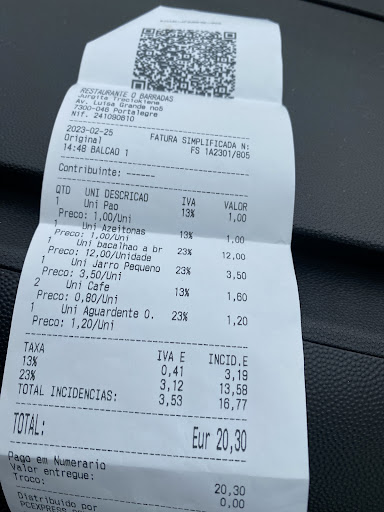 RESTAURANTE O BARRADAS
Jurgita Trociokiene
Av. Luisa Grande no5
7300-046 Portalegre
Nif. 241090810
2023-02-25 FATURA SIMPLIFICADA N:
Original FS 1A2301/805
14:48 BALCAO 1
Contribuinte: ------
QTD UNI DESCRICAO IVA VALOR
1 Uni Pao 13% 1,00
Preco: 1,00/Uni
1 Uni Azeitonas 13% 1,00
Preco: 1,00/Uni
1 Uni bacalhao a br 23% 12,00
Preco: 12,00/Unidade
1 Uni Jarro Pequeno 23% 3,50
Preco: 3,50/Uni
2 Uni Cafe 13% 1,60
Preco: 0,80/Uni
1 Uni Aguardente O. 23% 1,20
Preco: 1,20/Uni
TAXA IVA E INCID.E
13% 0,41 3,19
23% 3,12 13,58
TOTAL INCIDENCIAS: 3,53 16,77
TOTAL: Eur 20,30
Pago em Numerario
Valor entregue: 20,30
Troco: 0,00
Distribuido por
PCEXPRESS